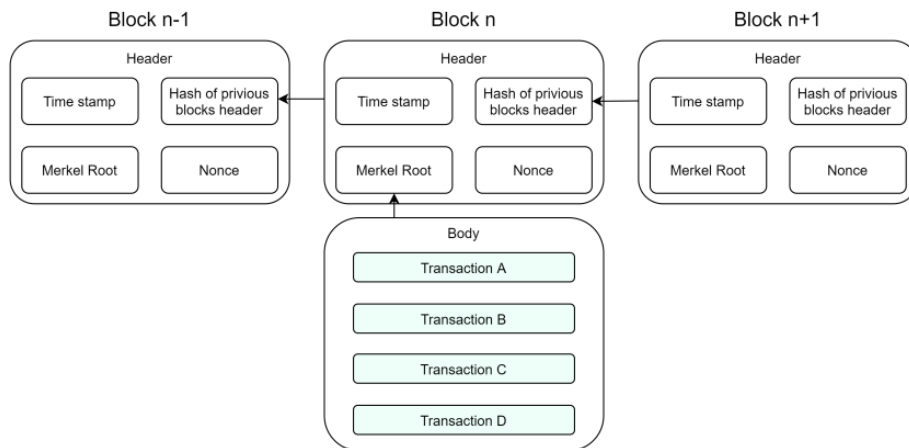 Block n-1
Block n
Block n+1
Header
Header
Header
Time stamp
Hash of privious
blocks header
Time stamp
Hash of privious
blocks header
Time stamp
Hash of privious
blocks header
Merkel Root
Nonce
Merkel Root
Nonce
Merkel Root
Nonce
Body
Transaction A
Transaction B
Transaction C
Transaction D